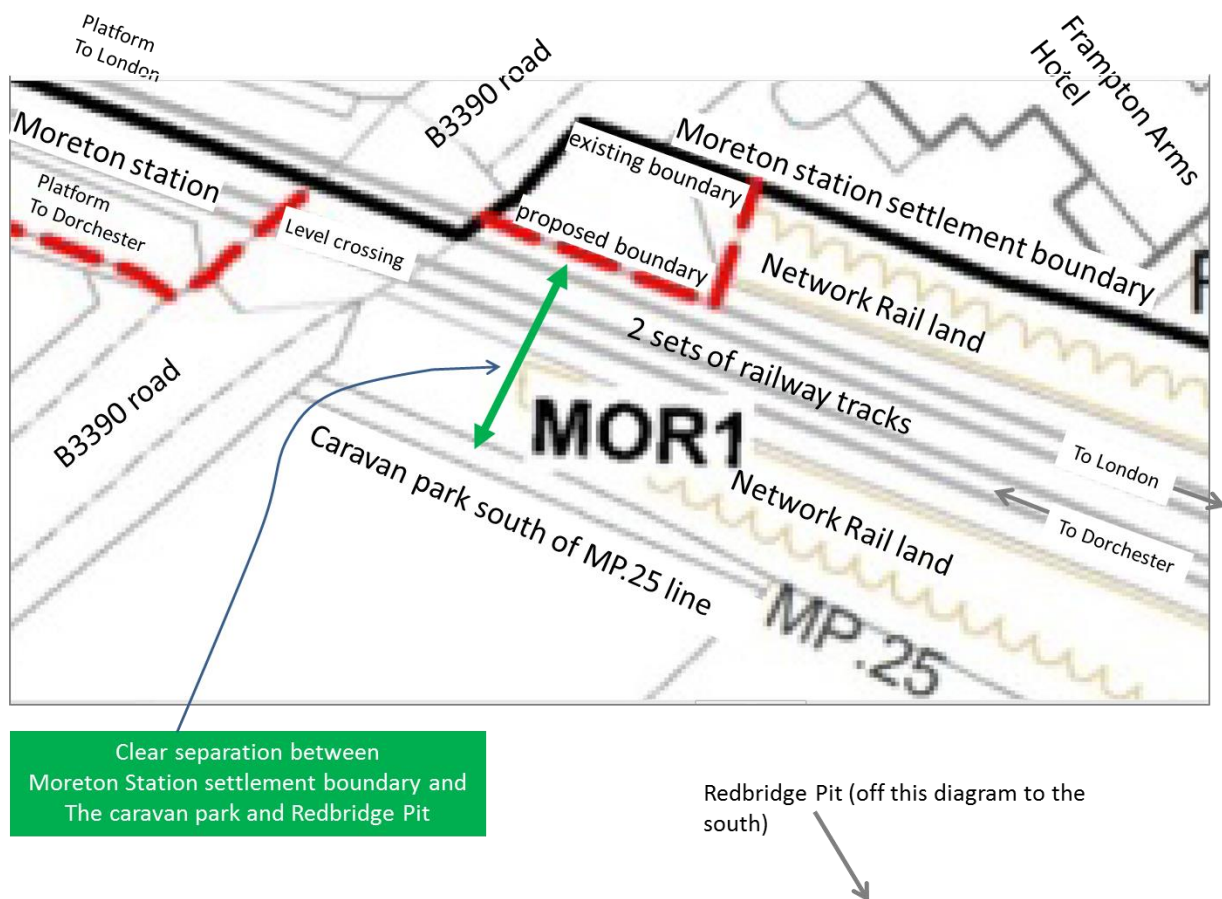 Platform
To London
B3390 road
Frampton Arms
Hotel
Moreton station
existing boundary
Moreton station settlement boundary
Platform
To Dorchester
Level crossing
proposed boundary
Network Rail land
2 sets of railway tracks
B3390 road
MOR1
To London
Caravan park south of MP.25 line
Network Rail land
To Dorchester
MP.25
Clear separation between
Moreton Station settlement boundary and
The caravan park and Redbridge Pit
Redbridge Pit (off this diagram to the
south)